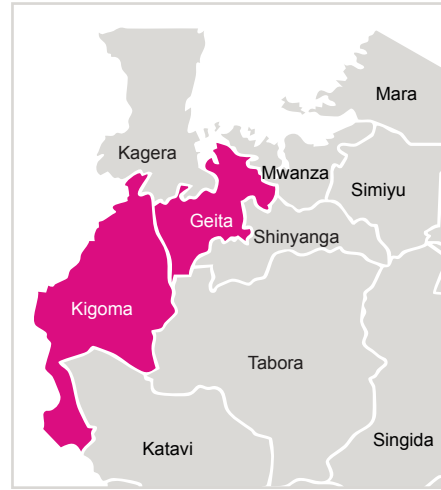 Mara
Kagera
Mwanza
Simiyu
Geita
Shinyanga
Kigoma
Tabora
Katavi
Singida